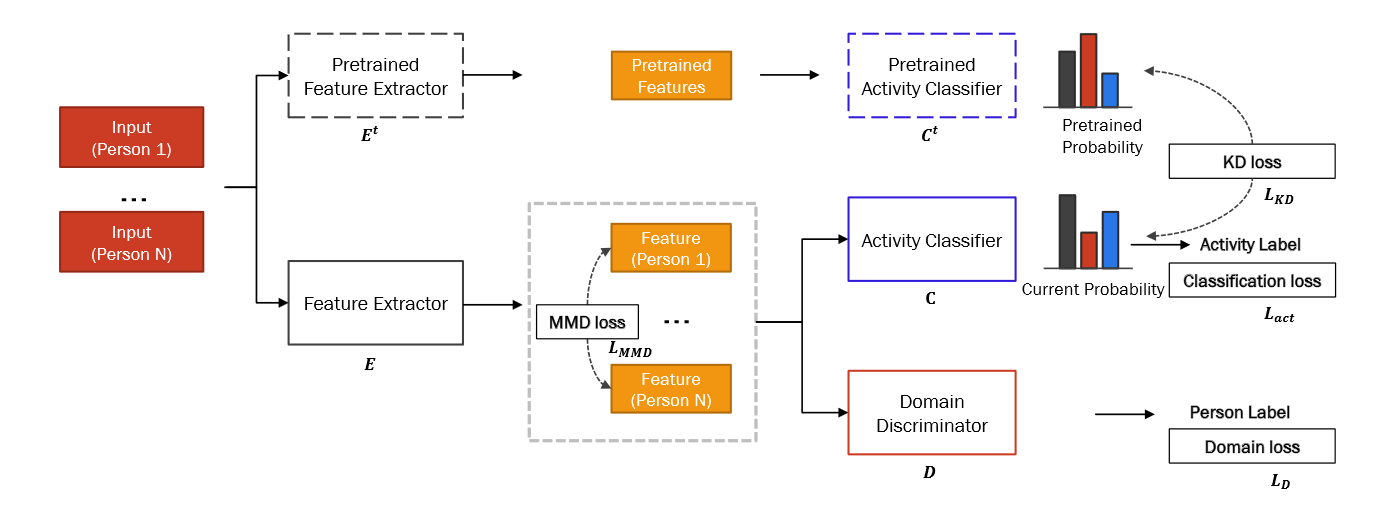 Input
(Person 1)
...
Input
(Person N)
Pretrained
Feature Extractor
E^t
Pretrained
Features
Pretrained
Activity Classifier
C^t
Pretrained
Probability
KD loss
L_KD
Feature Extractor
E
Feature
(Person 1)
MMD loss
...
L_MMD
Feature
(Person N)
Activity Classifier
C
Current Probability
Activity Label
Classification loss
L_act
Domain
Discriminator
D
Person Label
Domain loss
L_D